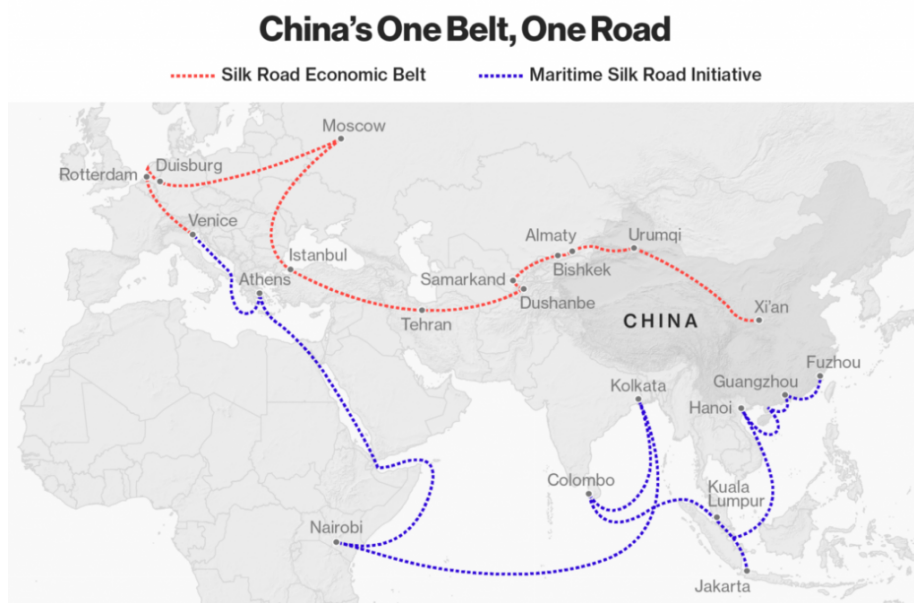 China's One Belt, One Road
Silk Road Economic Belt
Maritime Silk Road Initiative
Moscow
Duisburg
Rotterdam
Venice
Istanbul
Athens
Tehran
Samarkand
Dushanbe
Almaty
Bishkek
Urumqi
Xi'an
CHINA
Fuzhou
Guangzhou
Hanoi
Kolkata
Colombo
Kuala
Lumpur
Nairobi
Jakarta